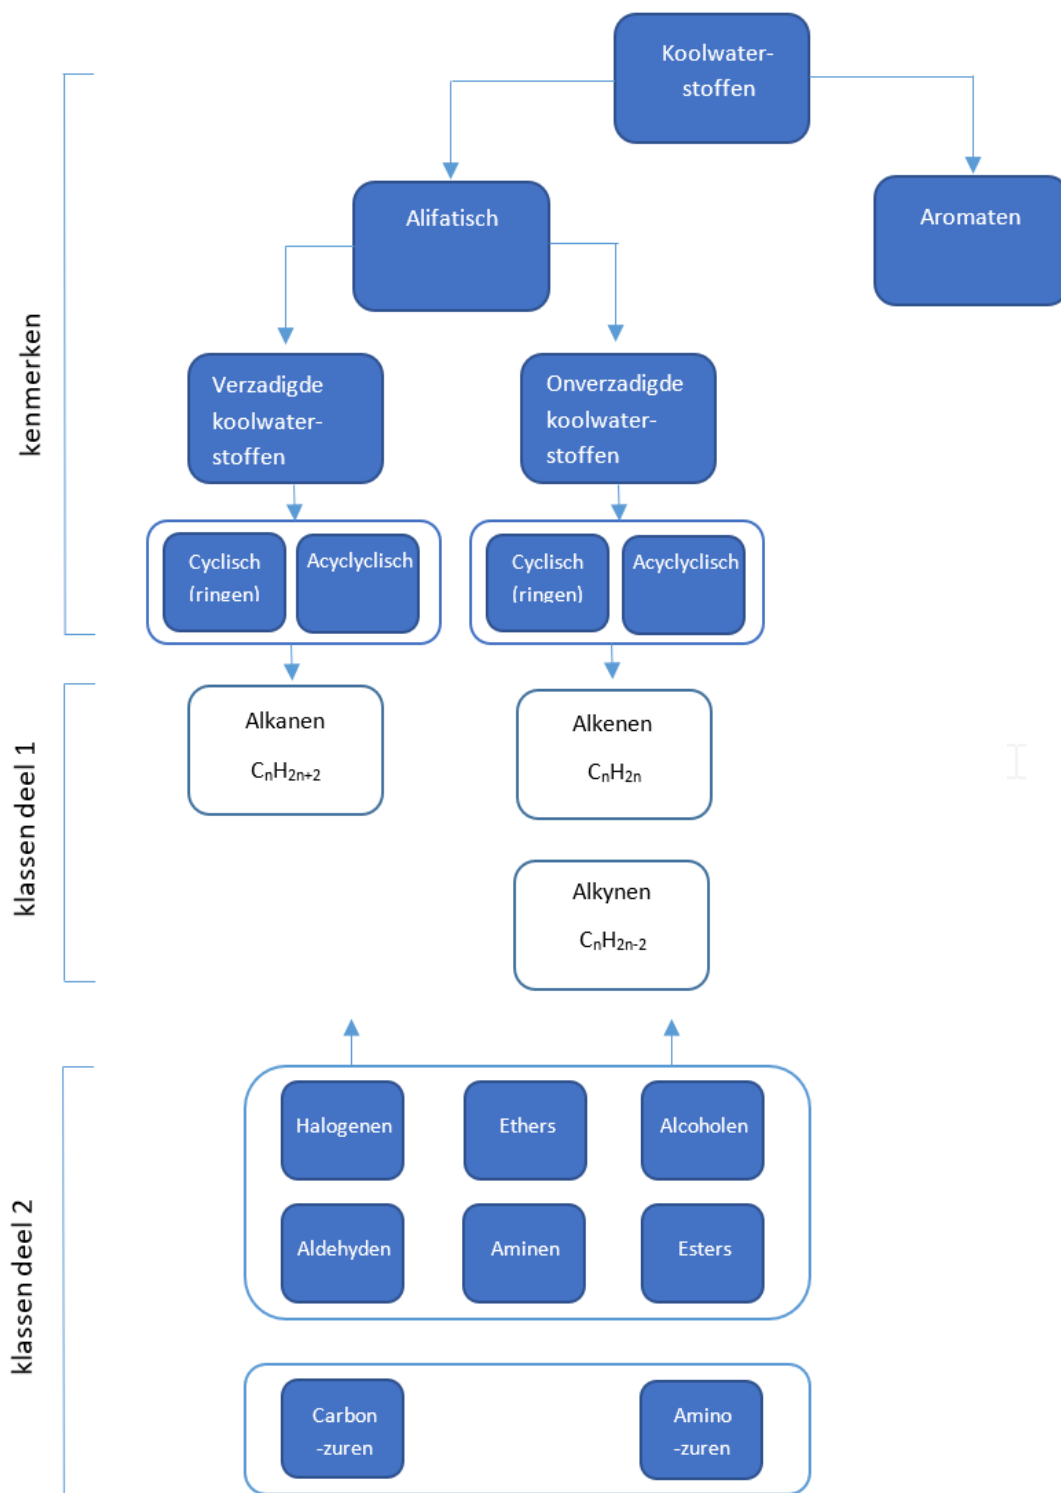 Koolwater-
stoffen
Alifatisch
Aromaten
kenmerken
Verzadigde
koolwater-
stoffen
Onverzadigde
koolwater-
stoffen
Cyclisch
(ringen)
Acyclyclisch
Cyclisch
(ringen)
Acyclyclisch
klassen deel 1
Alkanen
CₙH₂ₙ₊₂
Alkenen
CₙH₂ₙ
Alkynen
CₙH₂ₙ₋₂
klassen deel 2
Halogenen
Ethers
Alcoholen
Aldehyden
Aminen
Esters
Carbon
-zuren
Amino
-zuren